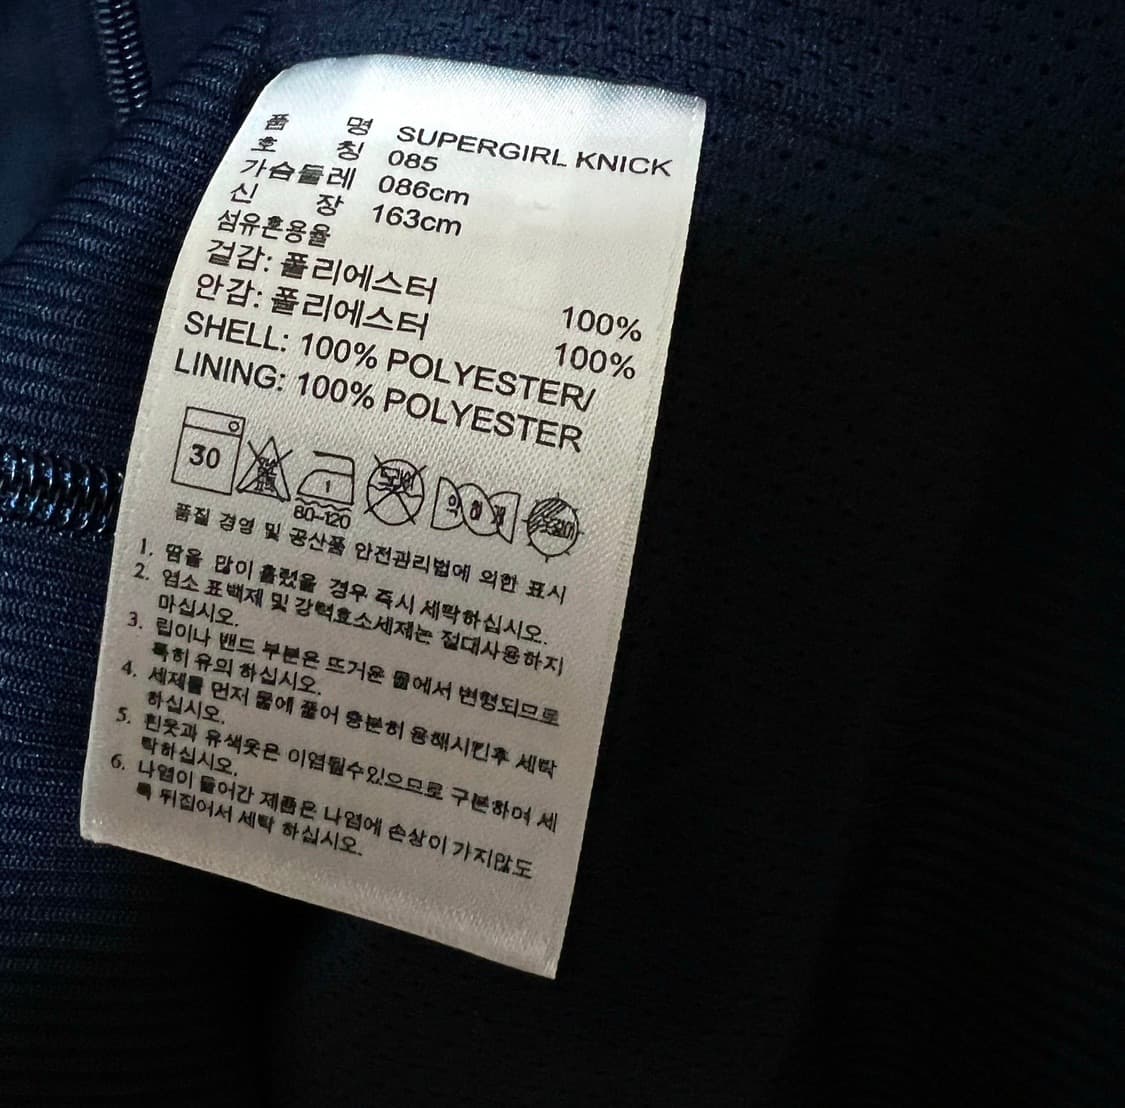 품 명 SUPERGIRL KNICK
호 칭 085
가슴둘레 086cm
신 장 163cm
섬유혼용율
겉감: 폴리에스터 100%
안감: 폴리에스터 100%
SHELL: 100% POLYESTER/
LINING: 100% POLYESTER
30
1
80-120
드라이
약 하 게
옷걸이
품질 경영 및 공산품 안전관리법에 의한 표시
1. 땀을 많이 흘렸을 경우 즉시 세탁하십시오.
2. 염소 표백제 및 강력효소세제는 절대사용하지
마십시오.
3. 립이나 밴드 부분은 뜨거운 물에서 변형되므로
특히 유의 하십시오.
4. 세제를 먼저 물에 풀어 충분히 용해시킨후 세탁
하십시오.
5. 흰옷과 유색옷은 이염될수있으므로 구분하여 세
탁하십시오.
6. 나염이 들어간 제품은 나염에 손상이 가지않도
록 뒤집어서 세탁 하십시오.